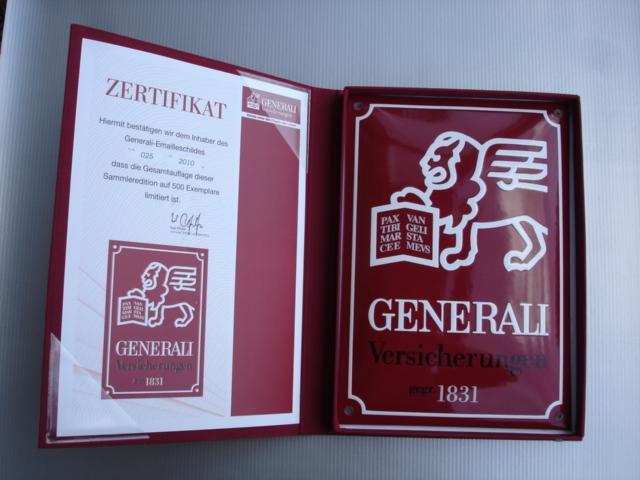 ZERTIFIKAT
GENERALI
Versicherungen
Hiermit bestätigen wir dem Inhaber des
Generali-Emailleschildes
025 2010
dass die Gesamtauflage dieser
Sammleredition auf 500 Exemplare
limitiert ist.
PAX VAN
TIBI GELI
MAR STA
CEE MEVS
GENERALI
Versicherungen
1831
PAX VAN
TIBI GELI
MAR STA
CEE MEVS
GENERALI
Versicherungen
gegr. 1831